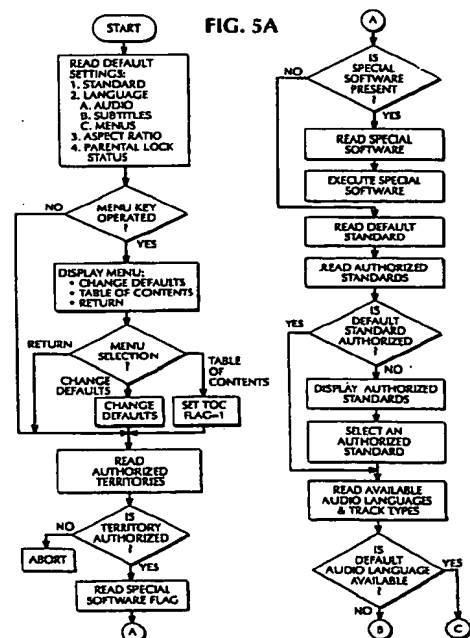 FIG. 5A
START
READ DEFAULT
SETTINGS:
1. STANDARD
2. LANGUAGE
A. AUDIO
B. SUBTITLES
C. MENUS
3. ASPECT RATIO
4. PARENTAL LOCK
STATUS
NO
MENU KEY
OPERATED
?
YES
DISPLAY MENU:
• CHANGE DEFAULTS
• TABLE OF CONTENTS
• RETURN
RETURN
MENU
SELECTION
?
TABLE
OF
CONTENTS
CHANGE
DEFAULTS
CHANGE
DEFAULTS
SET TOC
FLAG=1
READ
AUTHORIZED
TERRITORIES
NO
IS
TERRITORY
AUTHORIZED
?
ABORT
YES
READ SPECIAL
SOFTWARE FLAG
A
A
NO
IS
SPECIAL
SOFTWARE
PRESENT
?
YES
READ SPECIAL
SOFTWARE
EXECUTE SPECIAL
SOFTWARE
READ DEFAULT
STANDARD
READ AUTHORIZED
STANDARDS
YES
IS
DEFAULT
STANDARD
AUTHORIZED
?
NO
DISPLAY AUTHORIZED
STANDARDS
SELECT AN
AUTHORIZED
STANDARD
READ AVAILABLE
AUDIO LANGUAGES
& TRACK TYPES
IS
DEFAULT
AUDIO LANGUAGE
AVAILABLE
?
YES
NO
B
C